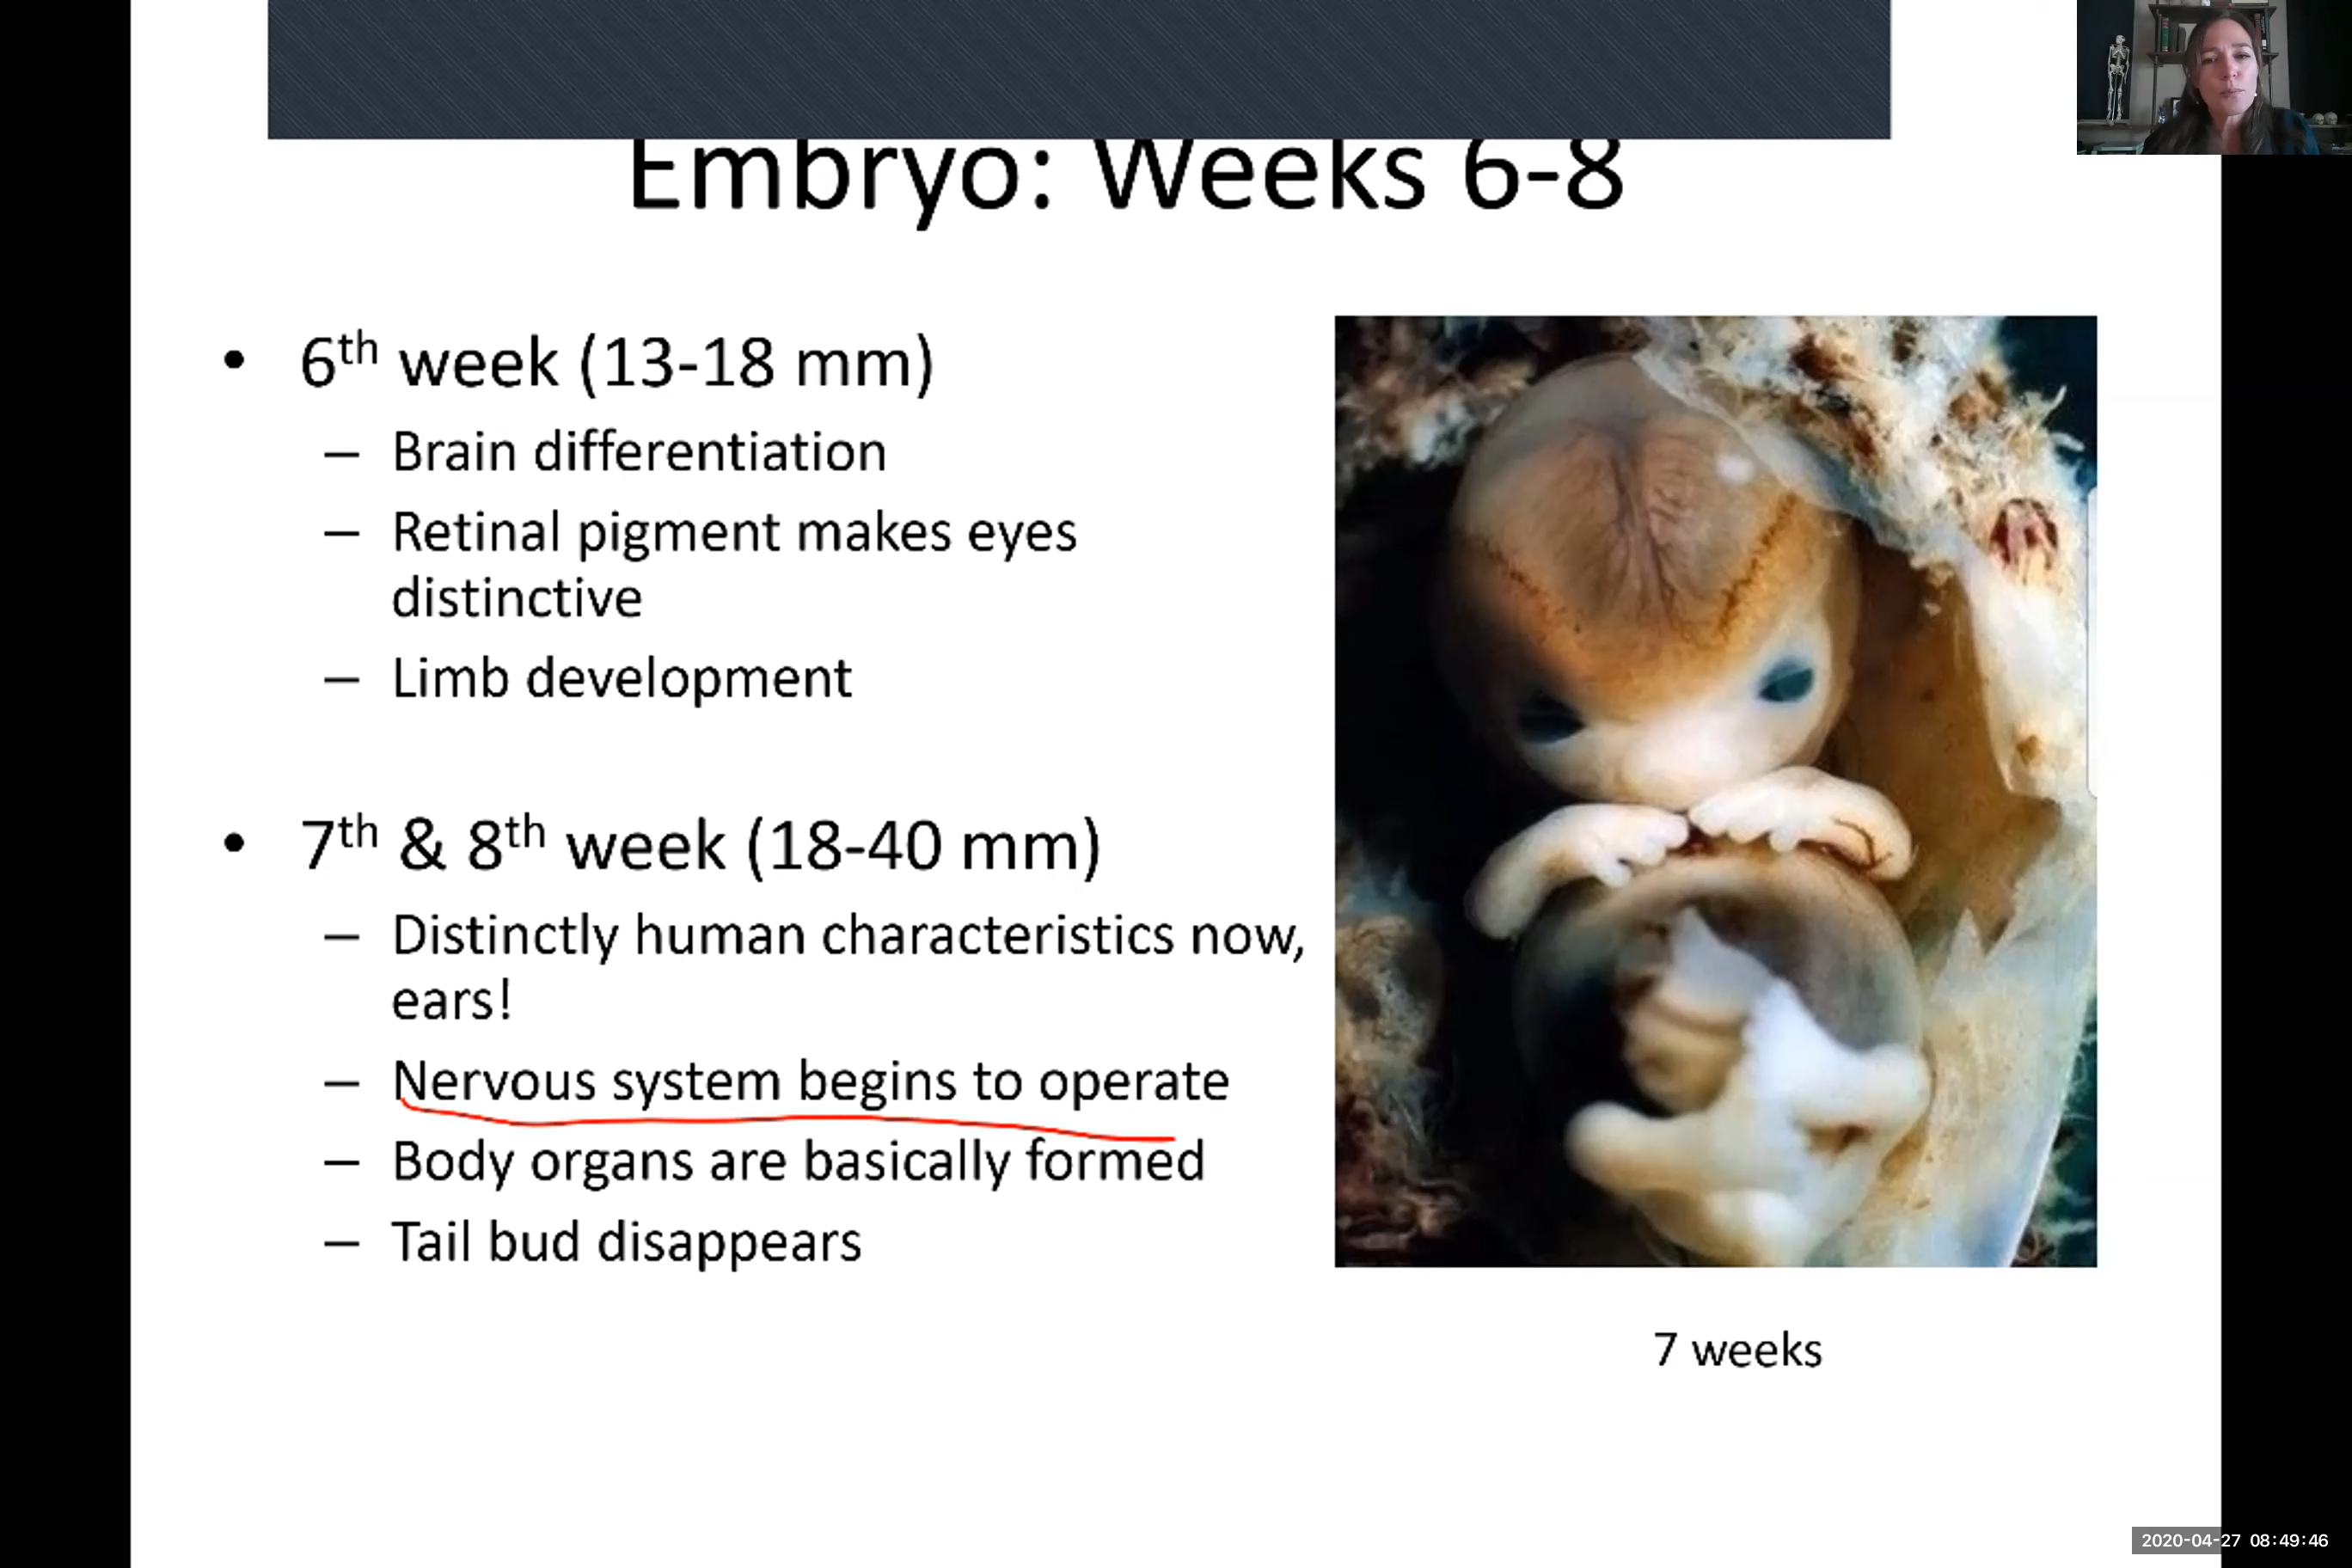 Embryo: Weeks 6-8
• 6th week (13-18 mm)
– Brain differentiation
– Retinal pigment makes eyes
distinctive
– Limb development
• 7th & 8th week (18-40 mm)
– Distinctly human characteristics now,
ears!
– Nervous system begins to operate
– Body organs are basically formed
– Tail bud disappears
7 weeks
2020-04-27 08:49:46